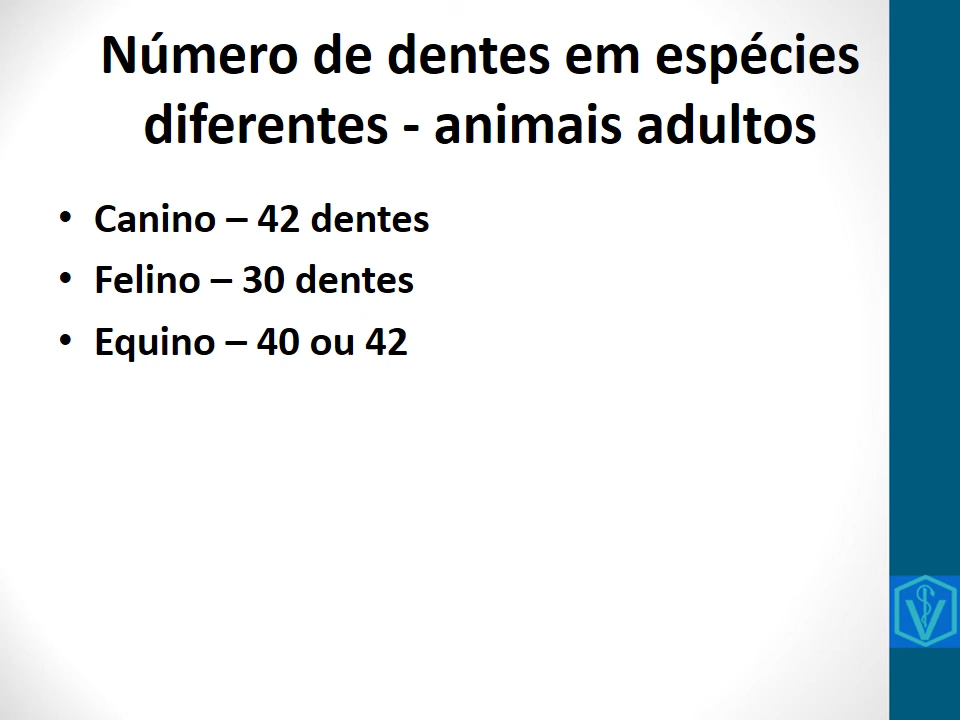 Número de dentes em espécies
diferentes - animais adultos
• Canino – 42 dentes
• Felino – 30 dentes
• Equino – 40 ou 42